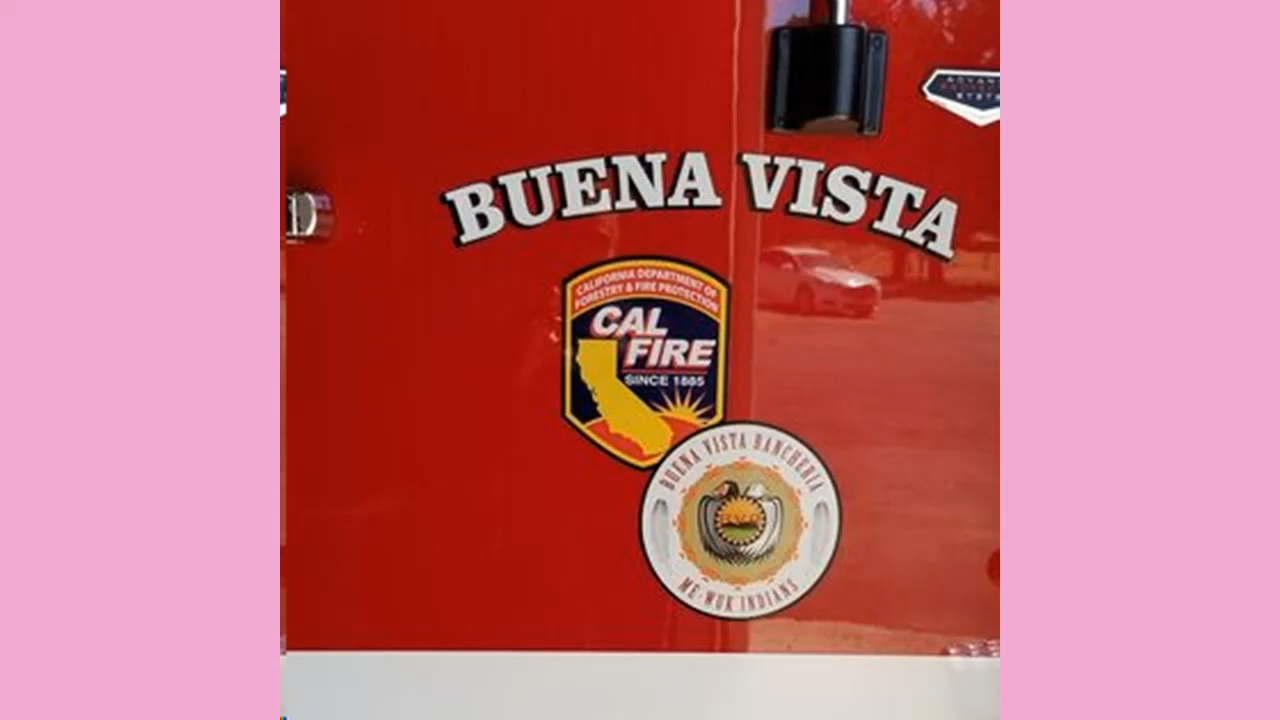 BUENA VISTA
CALIFORNIA DEPARTMENT OF
FORESTRY & FIRE PROTECTION
CAL
FIRE
SINCE 1885
BUENA VISTA RANCHERIA
ME-WUK INDIANS